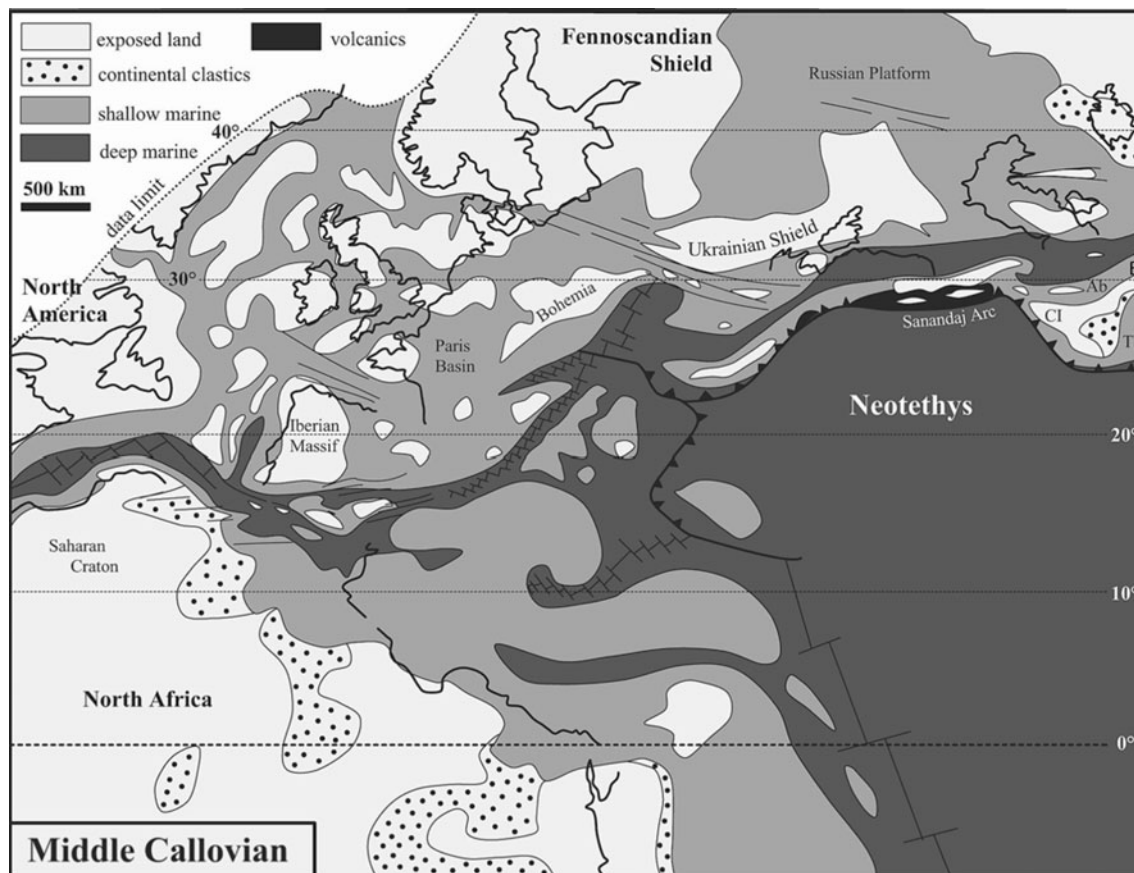 exposed land
volcanics
continental clastics
shallow marine
deep marine
500 km
data limit
Fennoscandian
Shield
Russian Platform
40°
North
America
30°
Ukrainian Shield
Bohemia
Ab
Sanandaj Arc
CI
Paris
Basin
Neotethys
Iberian
Massif
20°
Saharan
Craton
10°
North Africa
0°
Middle Callovian